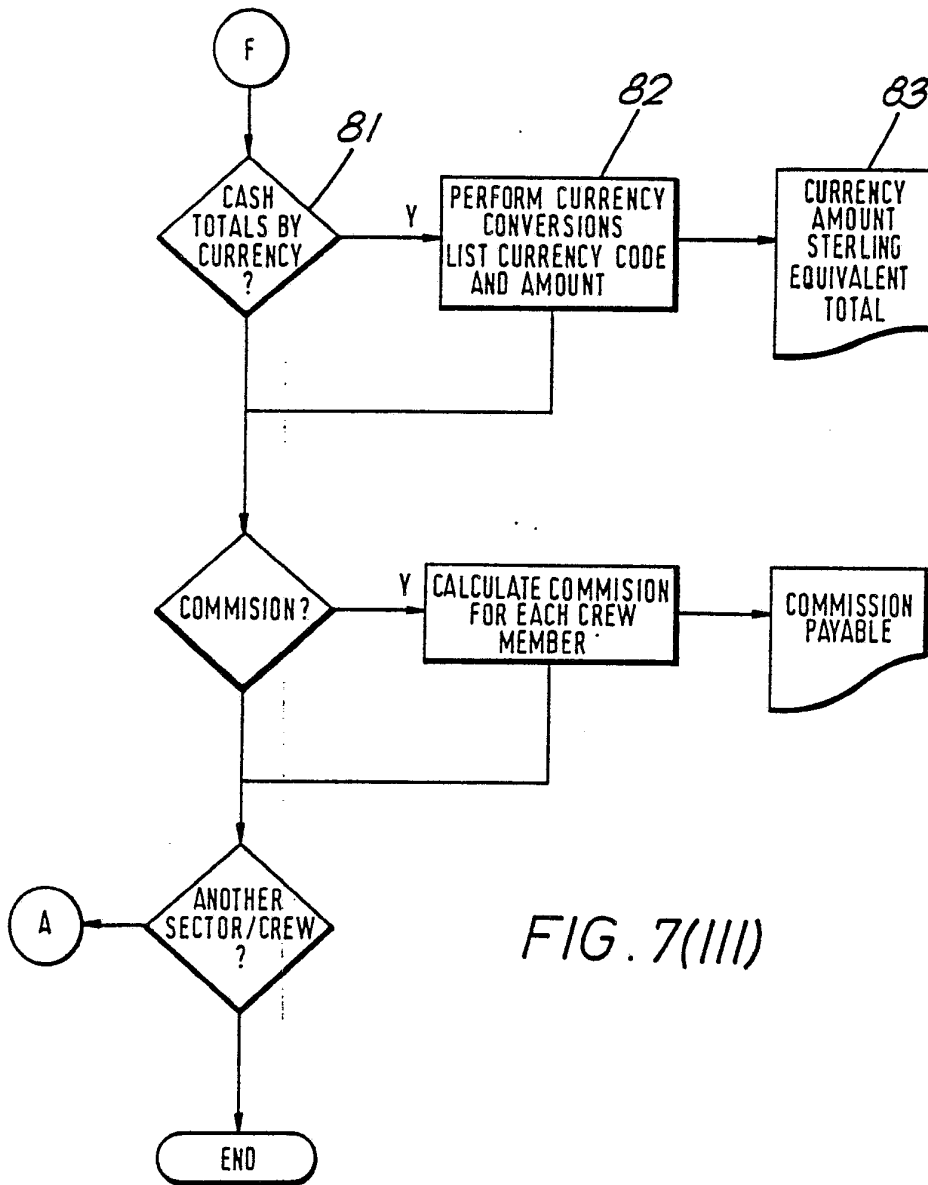 F
81
82
83
CASH
TOTALS BY
CURRENCY
?
Y
PERFORM CURRENCY
CONVERSIONS
LIST CURRENCY CODE
AND AMOUNT
CURRENCY
AMOUNT
STERLING
EQUIVALENT
TOTAL
COMMISION?
Y
CALCULATE COMMISION
FOR EACH CREW
MEMBER
COMMISSION
PAYABLE
A
ANOTHER
SECTOR/CREW
?
FIG. 7(III)
END